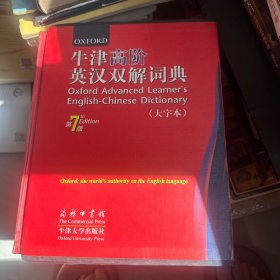 OXFORD
牛津高阶
英汉双解词典
Oxford Advanced Learner's
English-Chinese Dictionary
(大字本)
第7版
7th Edition
Oxford: the world's authority on the English language
商务印书馆
The Commercial Press
牛津大学出版社
Oxford University Press